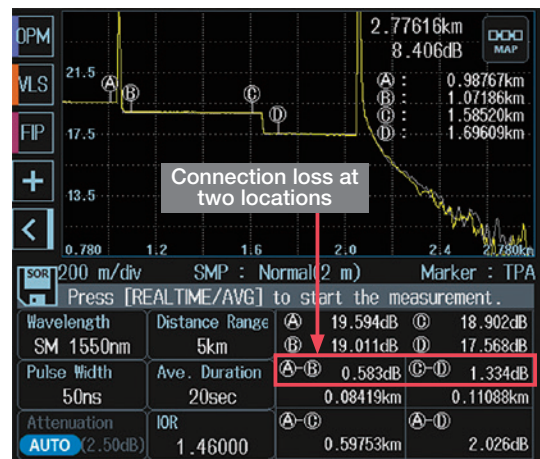 OPM
2.77616km
8.406dB
MAP
VLS
21.5
Ⓐ
Ⓑ
Ⓒ
Ⓓ
Ⓐ : 0.98767km
Ⓑ : 1.07186km
Ⓒ : 1.58520km
Ⓓ : 1.69609km
FIP
17.5
+
Connection loss at
two locations
13.5
<
0.780 1.2 1.6 2.0 2.4 2.780km
SOR 200 m/div SMP : Normal(2 m) Marker : TPA
Press [REALTIME/AVG] to start the measurement.
Wavelength Distance Range Ⓐ 19.594dB Ⓒ 18.902dB
SM 1550nm 5km Ⓑ 19.011dB Ⓓ 17.568dB
Pulse Width Ave. Duration Ⓐ-Ⓑ 0.583dB Ⓒ-Ⓓ 1.334dB
50ns 20sec 0.08419km 0.11088km
Attenuation IOR Ⓐ-Ⓒ Ⓐ-Ⓓ
AUTO (2.50dB) 1.46000 0.59753km 2.026dB